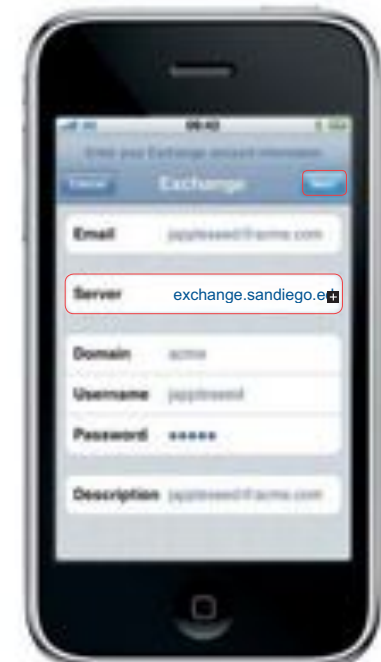 09:42
Enter your Exchange account information
Cancel Exchange Next
Email jappleseed@acme.com
Server exchange.sandiego.e
Domain acme
Username jappleseed
Password •••••
Description jappleseed@acme.com